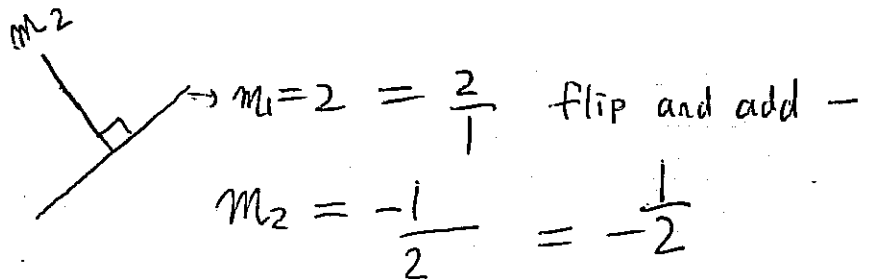 m2
→ m1 = 2 = 2/1 flip and add −
m2 = -1/2 = -1/2